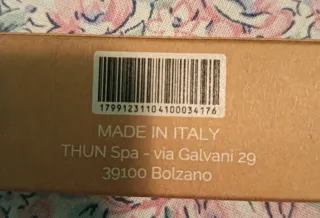 17991231104100034176
MADE IN ITALY
THUN Spa - via Galvani 29
39100 Bolzano